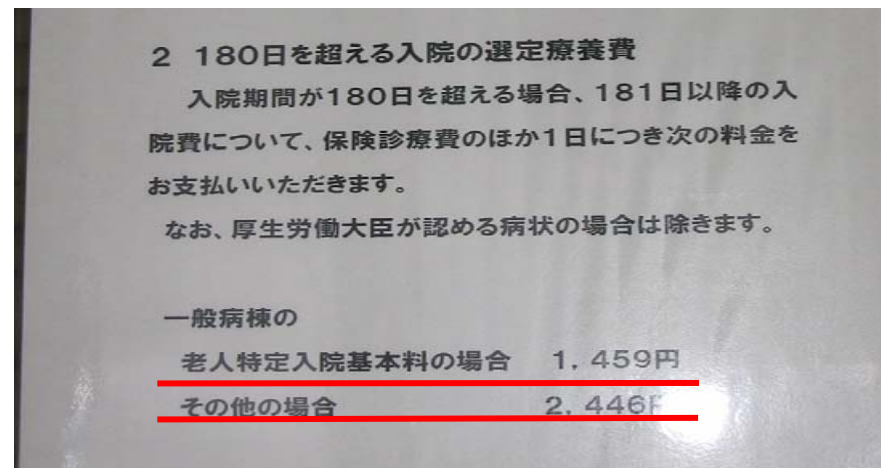 2 180日を超える入院の選定療養費
入院期間が180日を超える場合、181日以降の入
院費について、保険診療費のほか1日につき次の料金を
お支払いいただきます。
なお、厚生労働大臣が認める病状の場合は除きます。
一般病棟の
老人特定入院基本料の場合 1,459円
その他の場合 2,446円